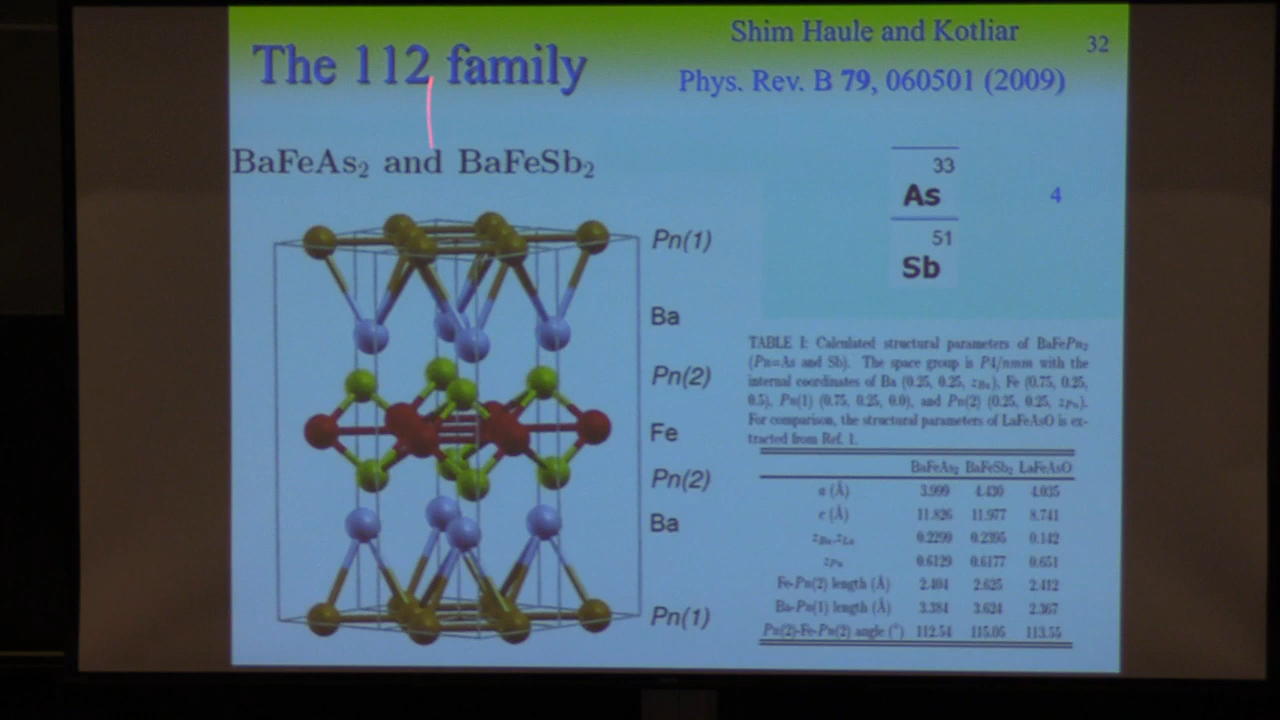 The 112 family
Shim Haule and Kotliar
32
Phys. Rev. B 79, 060501 (2009)
BaFeAs₂ and BaFeSb₂
33
As
4
51
Sb
Pn(1)
Ba
Pn(2)
Fe
Pn(2)
Ba
Pn(1)
TABLE I: Calculated structural parameters of BaFePn₂
(Pn=As and Sb). The space group is P4/nmm with the
internal coordinates of Ba (0.25, 0.25, zBa), Fe (0.75, 0.25,
0.5), Pn(1) (0.75, 0.25, 0.0), and Pn(2) (0.25, 0.25, zPn).
For comparison, the structural parameters of LaFeAsO is ex-
tracted from Ref. 1.
BaFeAs₂ BaFeSb₂ LaFeAsO
a (Å) 3.999 4.430 4.035
c (Å) 11.826 11.977 8.741
zBa,zLa 0.2299 0.2395 0.142
zPn 0.6129 0.6177 0.651
Fe-Pn(2) length (Å) 2.404 2.625 2.412
Ba-Pn(1) length (Å) 3.384 3.624 2.367
Pn(2)-Fe-Pn(2) angle (°) 112.54 115.05 113.55